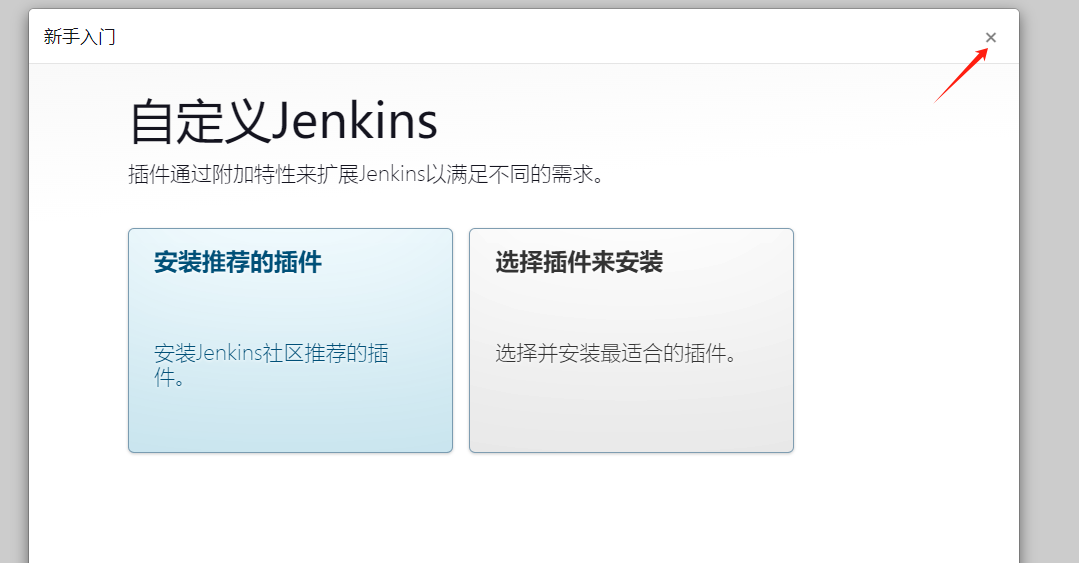 新手入门
×
自定义Jenkins
插件通过附加特性来扩展Jenkins以满足不同的需求。
安装推荐的插件
安装Jenkins社区推荐的插
件。
选择插件来安装
选择并安装最适合的插件。